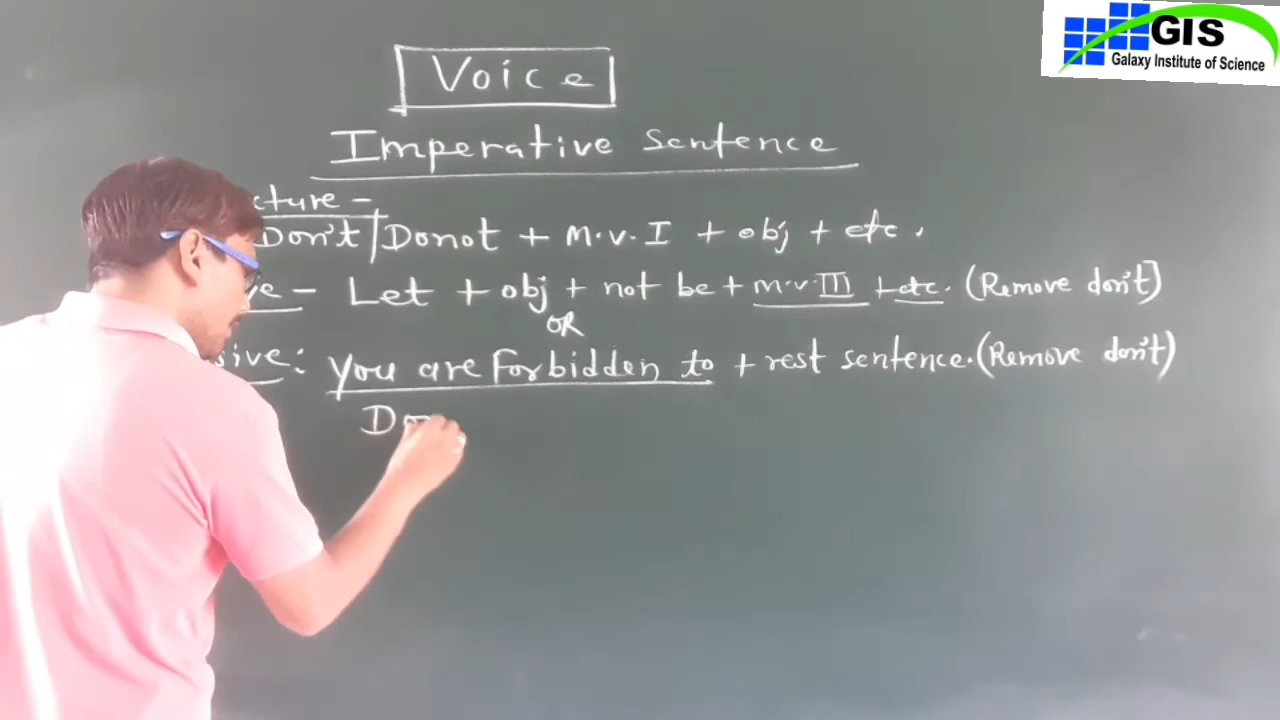 GIS
Galaxy Institute of Science
Voice
Imperative Sentence
cture -
Don't/Donot + M.V.I + obj + etc.
ve - Let + obj + not be + m.v.III + etc. (Remove don't)
OR
sive: You are forbidden to + rest sentence. (Remove don't)
Do